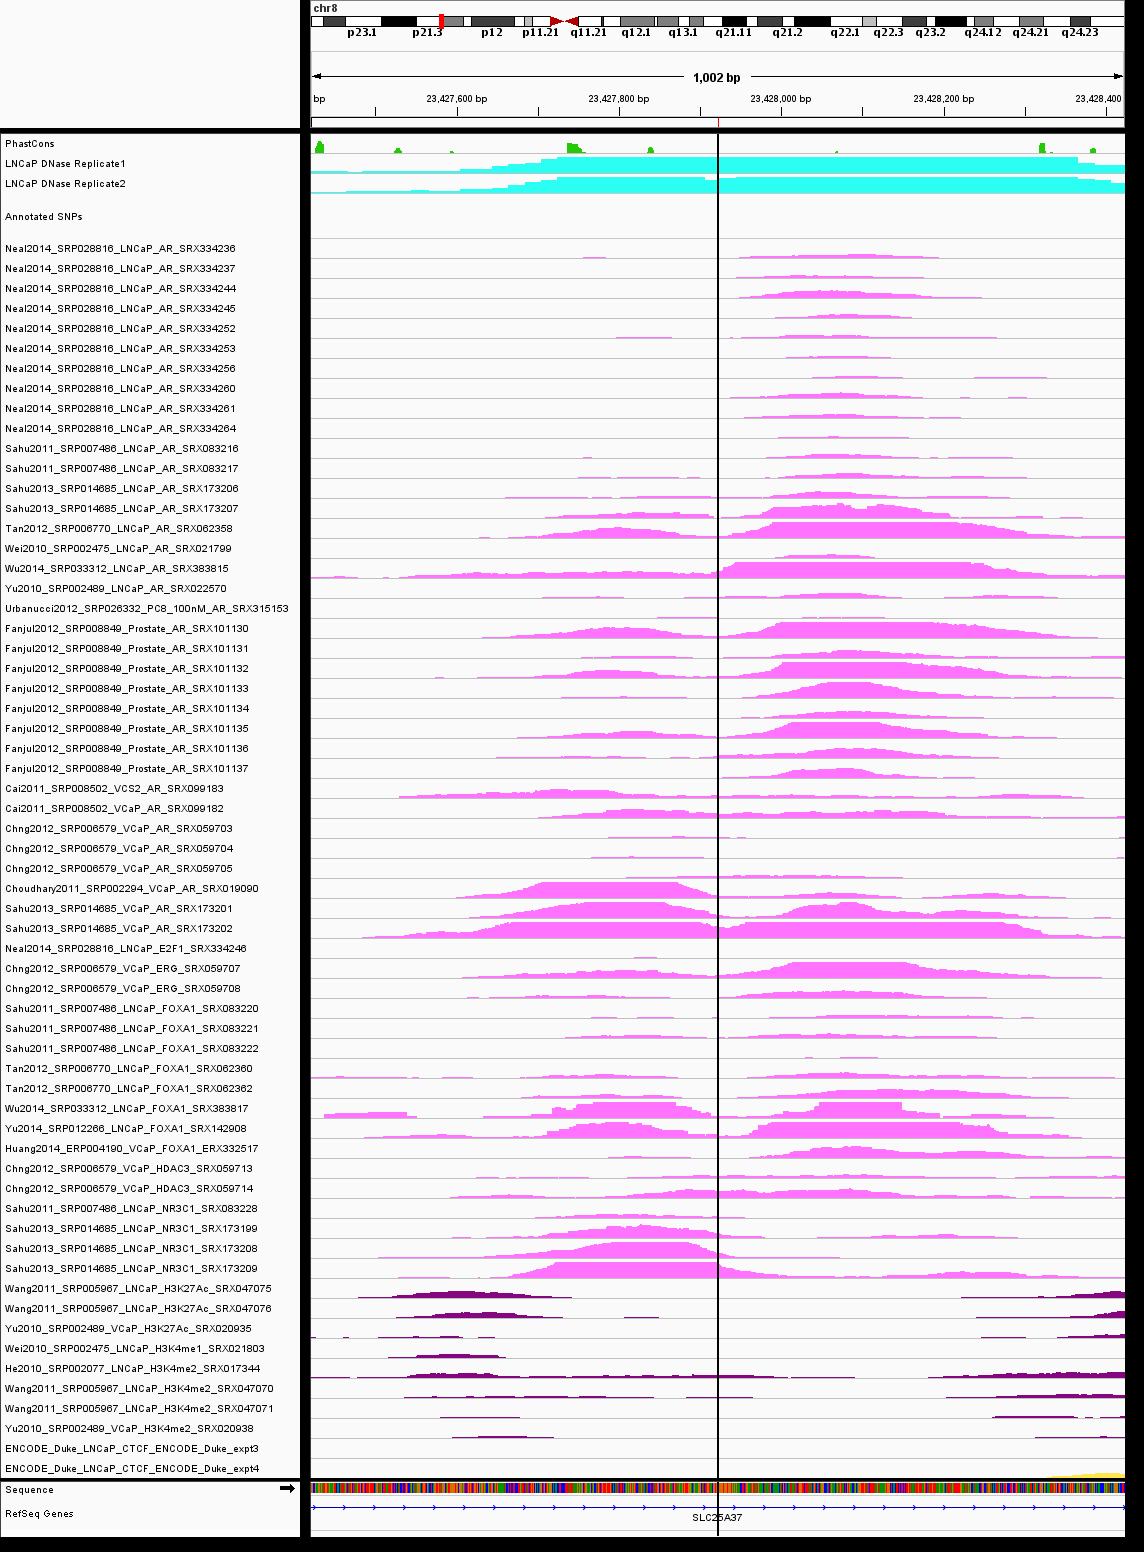 chr8
p23.1 p21.3 p12 p11.21 q11.21 q12.1 q13.1 q21.11 q21.2 q22.1 q22.3 q23.2 q24.12 q24.21 q24.23
1,002 bp
bp 23,427,600 bp 23,427,800 bp 23,428,000 bp 23,428,200 bp 23,428,400
PhastCons
LNCaP DNase Replicate1
LNCaP DNase Replicate2
Annotated SNPs
Neal2014_SRP028816_LNCaP_AR_SRX334236
Neal2014_SRP028816_LNCaP_AR_SRX334237
Neal2014_SRP028816_LNCaP_AR_SRX334244
Neal2014_SRP028816_LNCaP_AR_SRX334245
Neal2014_SRP028816_LNCaP_AR_SRX334252
Neal2014_SRP028816_LNCaP_AR_SRX334253
Neal2014_SRP028816_LNCaP_AR_SRX334256
Neal2014_SRP028816_LNCaP_AR_SRX334260
Neal2014_SRP028816_LNCaP_AR_SRX334261
Neal2014_SRP028816_LNCaP_AR_SRX334264
Sahu2011_SRP007486_LNCaP_AR_SRX083216
Sahu2011_SRP007486_LNCaP_AR_SRX083217
Sahu2013_SRP014685_LNCaP_AR_SRX173206
Sahu2013_SRP014685_LNCaP_AR_SRX173207
Tan2012_SRP006770_LNCaP_AR_SRX062358
Wei2010_SRP002475_LNCaP_AR_SRX021799
Wu2014_SRP033312_LNCaP_AR_SRX383815
Yu2010_SRP002489_LNCaP_AR_SRX022570
Urbanucci2012_SRP026332_PC8_100nM_AR_SRX315153
Fanjul2012_SRP008849_Prostate_AR_SRX101130
Fanjul2012_SRP008849_Prostate_AR_SRX101131
Fanjul2012_SRP008849_Prostate_AR_SRX101132
Fanjul2012_SRP008849_Prostate_AR_SRX101133
Fanjul2012_SRP008849_Prostate_AR_SRX101134
Fanjul2012_SRP008849_Prostate_AR_SRX101135
Fanjul2012_SRP008849_Prostate_AR_SRX101136
Fanjul2012_SRP008849_Prostate_AR_SRX101137
Cai2011_SRP008502_VCS2_AR_SRX099183
Cai2011_SRP008502_VCaP_AR_SRX099182
Chng2012_SRP006579_VCaP_AR_SRX059703
Chng2012_SRP006579_VCaP_AR_SRX059704
Chng2012_SRP006579_VCaP_AR_SRX059705
Choudhary2011_SRP002294_VCaP_AR_SRX019090
Sahu2013_SRP014685_VCaP_AR_SRX173201
Sahu2013_SRP014685_VCaP_AR_SRX173202
Neal2014_SRP028816_LNCaP_E2F1_SRX334246
Chng2012_SRP006579_VCaP_ERG_SRX059707
Chng2012_SRP006579_VCaP_ERG_SRX059708
Sahu2011_SRP007486_LNCaP_FOXA1_SRX083220
Sahu2011_SRP007486_LNCaP_FOXA1_SRX083221
Sahu2011_SRP007486_LNCaP_FOXA1_SRX083222
Tan2012_SRP006770_LNCaP_FOXA1_SRX062360
Tan2012_SRP006770_LNCaP_FOXA1_SRX062362
Wu2014_SRP033312_LNCaP_FOXA1_SRX383817
Yu2014_SRP012266_LNCaP_FOXA1_SRX142908
Huang2014_ERP004190_VCaP_FOXA1_ERX332517
Chng2012_SRP006579_VCaP_HDAC3_SRX059713
Chng2012_SRP006579_VCaP_HDAC3_SRX059714
Sahu2011_SRP007486_LNCaP_NR3C1_SRX083228
Sahu2013_SRP014685_LNCaP_NR3C1_SRX173199
Sahu2013_SRP014685_LNCaP_NR3C1_SRX173208
Sahu2013_SRP014685_LNCaP_NR3C1_SRX173209
Wang2011_SRP005967_LNCaP_H3K27Ac_SRX047075
Wang2011_SRP005967_LNCaP_H3K27Ac_SRX047076
Yu2010_SRP002489_VCaP_H3K27Ac_SRX020935
Wei2010_SRP002475_LNCaP_H3K4me1_SRX021803
He2010_SRP002077_LNCaP_H3K4me2_SRX017344
Wang2011_SRP005967_LNCaP_H3K4me2_SRX047070
Wang2011_SRP005967_LNCaP_H3K4me2_SRX047071
Yu2010_SRP002489_VCaP_H3K4me2_SRX020938
ENCODE_Duke_LNCaP_CTCF_ENCODE_Duke_expt3
ENCODE_Duke_LNCaP_CTCF_ENCODE_Duke_expt4
Sequence
RefSeq Genes
SLC25A37